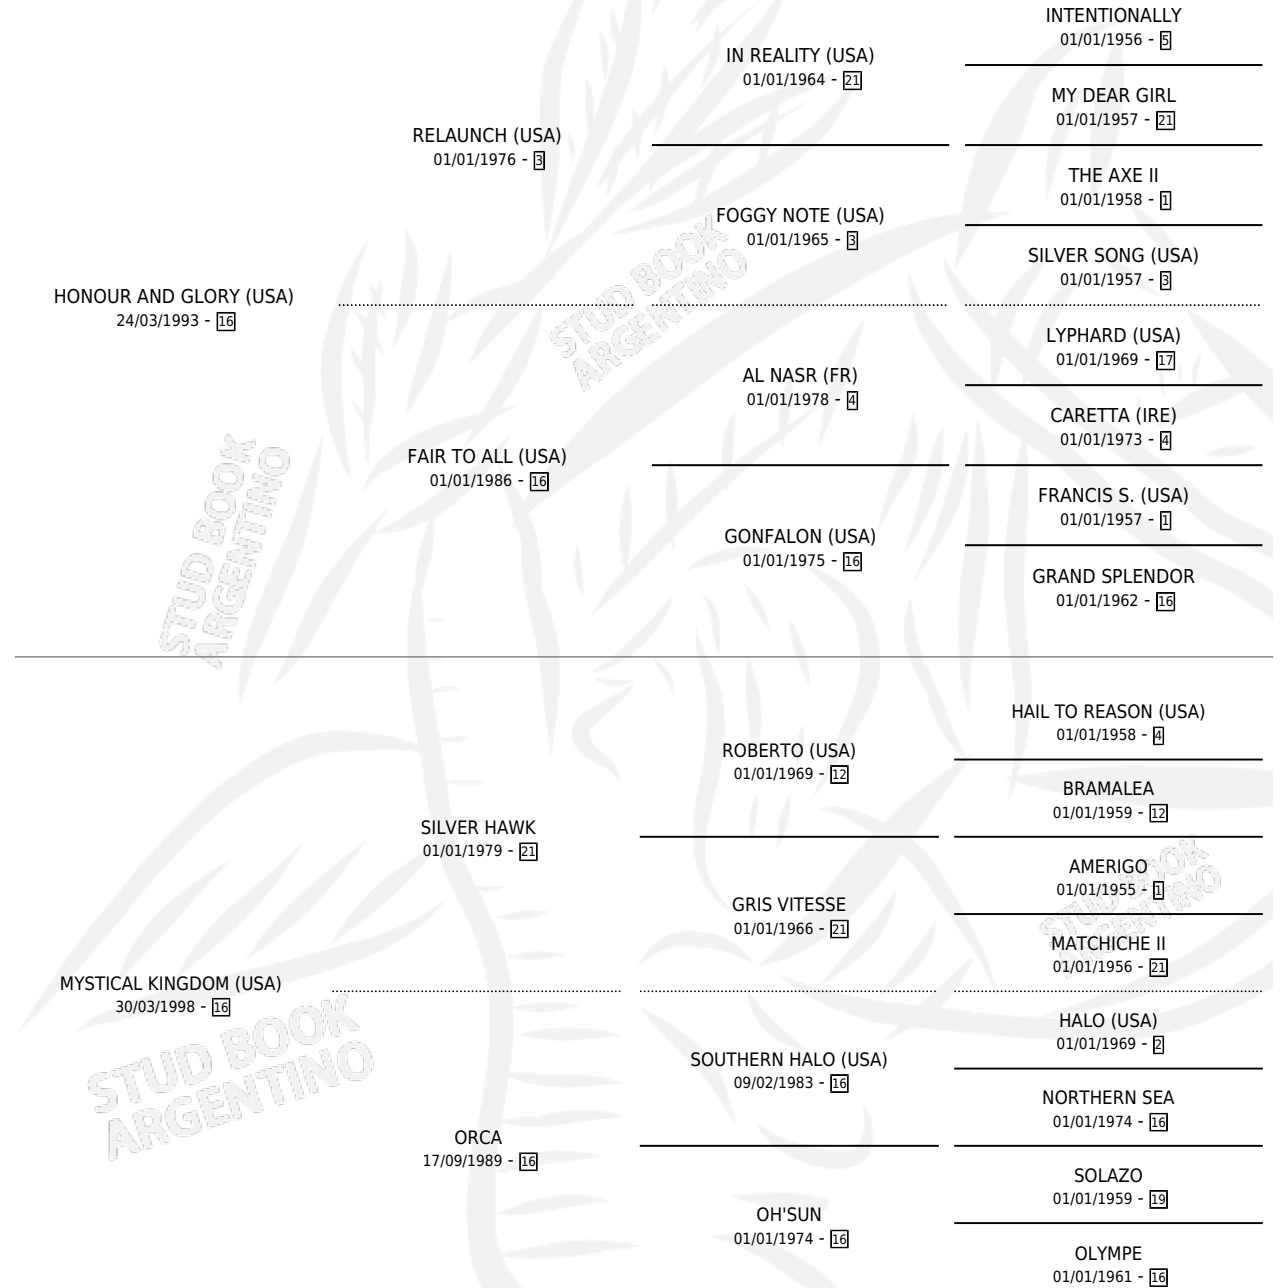 INTENTIONALLY
01/01/1956 - 5
IN REALITY (USA)
01/01/1964 - 21
MY DEAR GIRL
01/01/1957 - 21
RELAUNCH (USA)
01/01/1976 - 3
THE AXE II
01/01/1958 - 1
FOGGY NOTE (USA)
01/01/1965 - 3
SILVER SONG (USA)
01/01/1957 - 3
HONOUR AND GLORY (USA)
24/03/1993 - 16
LYPHARD (USA)
01/01/1969 - 17
AL NASR (FR)
01/01/1978 - 4
CARETTA (IRE)
01/01/1973 - 4
FAIR TO ALL (USA)
01/01/1986 - 16
FRANCIS S. (USA)
01/01/1957 - 1
GONFALON (USA)
01/01/1975 - 16
GRAND SPLENDOR
01/01/1962 - 16
HAIL TO REASON (USA)
01/01/1958 - 4
ROBERTO (USA)
01/01/1969 - 12
BRAMALEA
01/01/1959 - 12
SILVER HAWK
01/01/1979 - 21
AMERIGO
01/01/1955 - 1
GRIS VITESSE
01/01/1966 - 21
MATCHICHE II
01/01/1956 - 21
MYSTICAL KINGDOM (USA)
30/03/1998 - 16
HALO (USA)
01/01/1969 - 2
SOUTHERN HALO (USA)
09/02/1983 - 16
NORTHERN SEA
01/01/1974 - 16
ORCA
17/09/1989 - 16
SOLAZO
01/01/1959 - 19
OH'SUN
01/01/1974 - 16
OLYMPE
01/01/1961 - 16
STUD BOOK
ARGENTINO
STUD BOOK
ARGENTINO
STUD BOOK
ARGENTINO
STUD BOOK
ARGENTINO